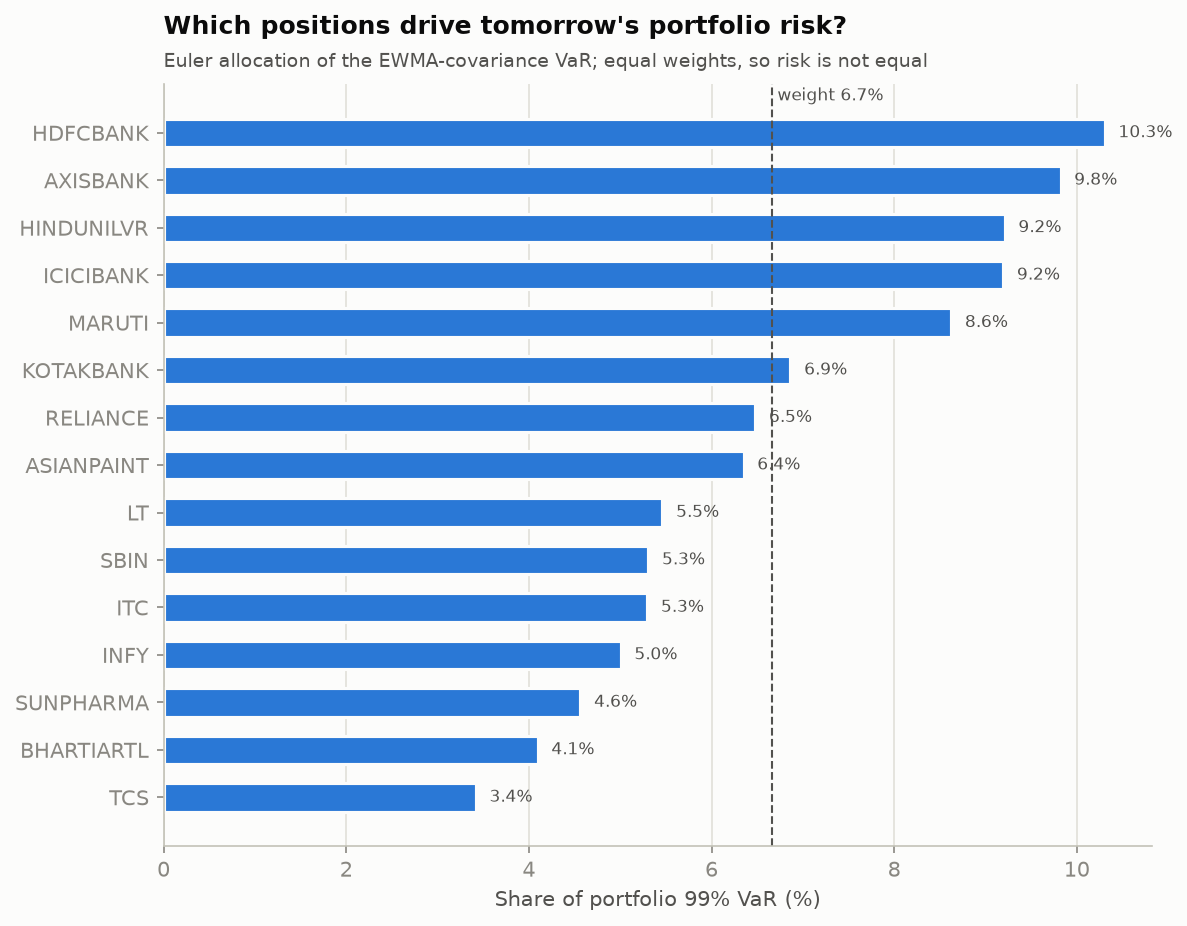 Which positions drive tomorrow's portfolio risk?
Euler allocation of the EWMA-covariance VaR; equal weights, so risk is not equal
weight 6.7%
HDFCBANK 10.3%
AXISBANK 9.8%
HINDUNILVR 9.2%
ICICIBANK 9.2%
MARUTI 8.6%
KOTAKBANK 6.9%
RELIANCE 6.5%
ASIANPAINT 6.4%
LT 5.5%
SBIN 5.3%
ITC 5.3%
INFY 5.0%
SUNPHARMA 4.6%
BHARTIARTL 4.1%
TCS 3.4%
0 2 4 6 8 10
Share of portfolio 99% VaR (%)